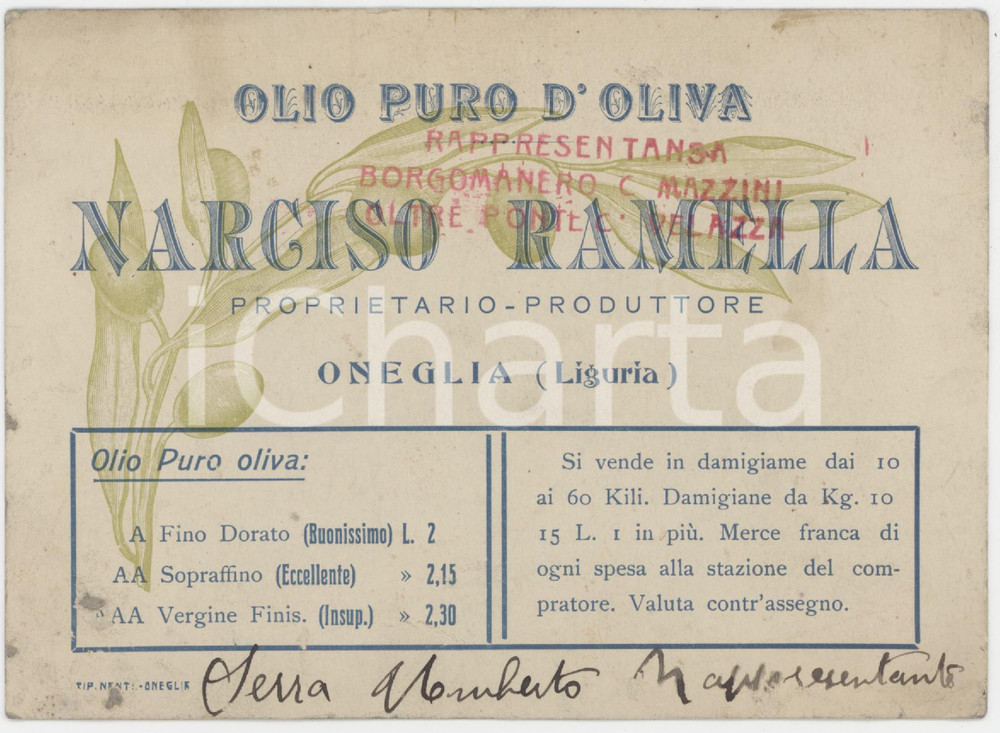 OLIO PURO D'OLIVA
RAPPRESENTANSA
BORGOMANERO C MAZZINI
OLTRE PONTE C. VELAZZA
NARCISO RAMELLA
PROPRIETARIO-PRODUTTORE
ONEGLIA (Liguria)
iCharta
Olio Puro oliva:
A Fino Dorato (Buonissimo) L. 2
AA Sopraffino (Eccellente) » 2,15
AA Vergine Finis. (Insup.) » 2,30
Si vende in damigiame dai 10
ai 60 Kili. Damigiane da Kg. 10
15 L. 1 in più. Merce franca di
ogni spesa alla stazione del com-
pratore. Valuta contr'assegno.
TIP. NENT: -ONEGLIA
Serra Umberto Rappresentante